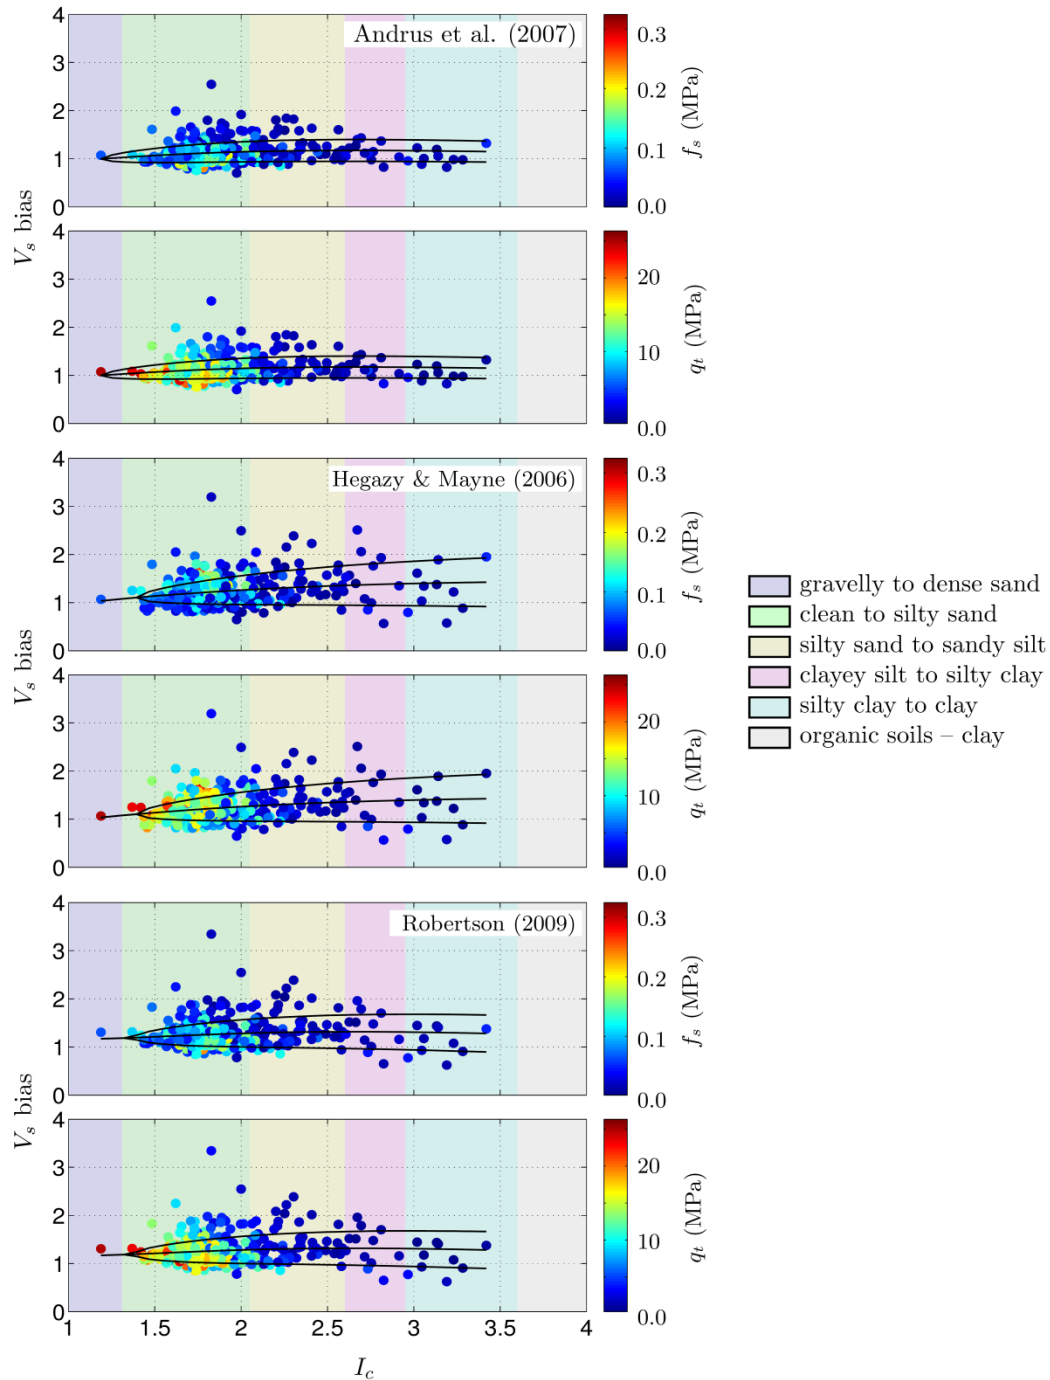 4
3
2
1
0
Andrus et al. (2007)
0.3
0.2
0.1
0.0
f_s (MPa)
V_s bias
4
3
2
1
0
20
10
0.0
q_t (MPa)
4
3
2
1
0
Hegazy & Mayne (2006)
0.3
0.2
0.1
0.0
f_s (MPa)
V_s bias
4
3
2
1
0
20
10
0.0
q_t (MPa)
4
3
2
1
0
Robertson (2009)
0.3
0.2
0.1
0.0
f_s (MPa)
V_s bias
4
3
2
1
0
20
10
0.0
q_t (MPa)
1 1.5 2 2.5 3 3.5 4
I_c
gravelly to dense sand
clean to silty sand
silty sand to sandy silt
clayey silt to silty clay
silty clay to clay
organic soils – clay